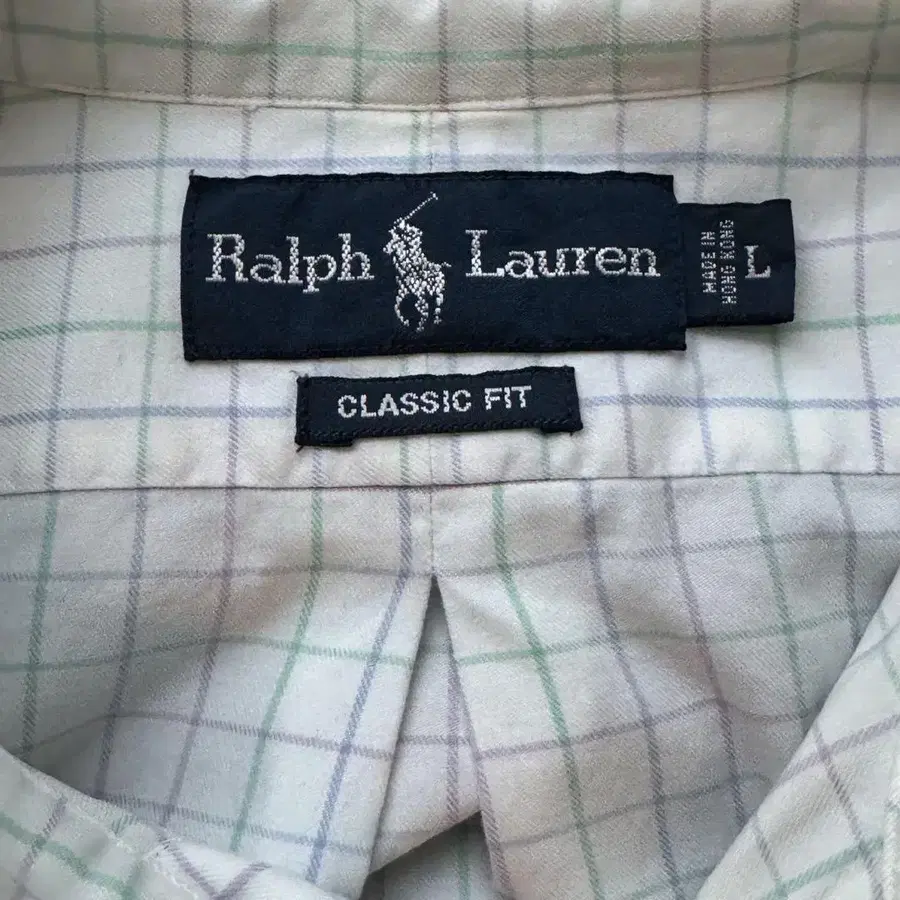 Ralph Lauren
MADE IN
HONG KONG
L
CLASSIC FIT